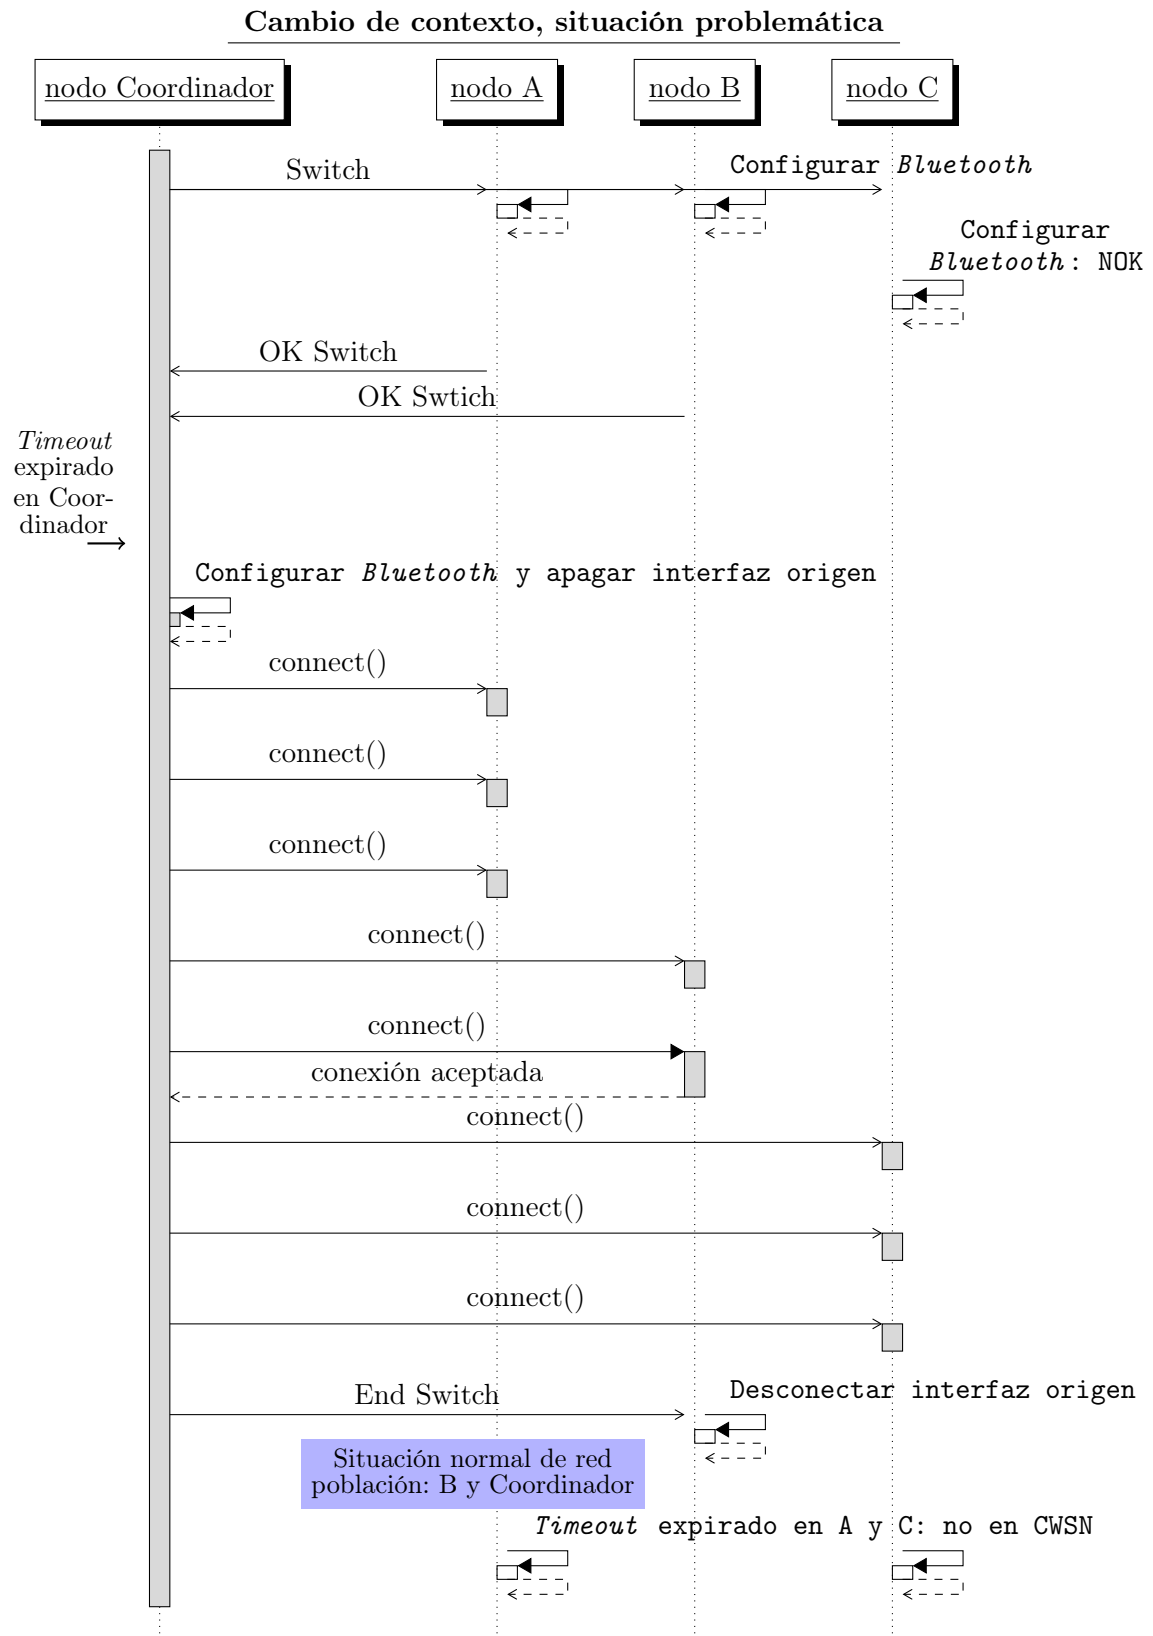 Cambio de contexto, situación problemática
nodo Coordinador
nodo A
nodo B
nodo C
Switch
Configurar Bluetooth
Configurar
Bluetooth: NOK
OK Switch
OK Swtich
Timeout
expirado
en Coor-
dinador
Configurar Bluetooth y apagar interfaz origen
connect()
connect()
connect()
connect()
connect()
conexión aceptada
connect()
connect()
connect()
End Switch
Desconectar interfaz origen
Situación normal de red
población: B y Coordinador
Timeout expirado en A y C: no en CWSN